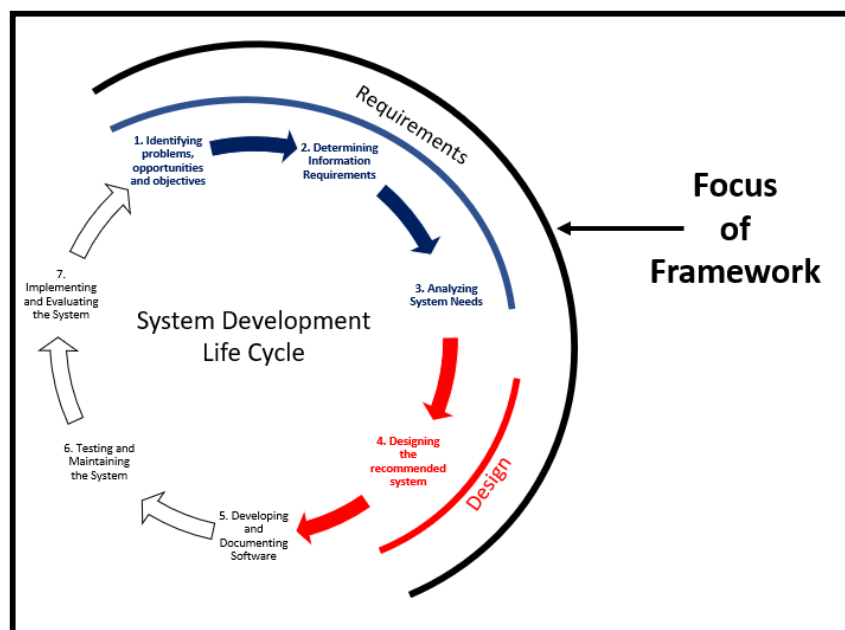 Requirements
1. Identifying
problems,
opportunities
and objectives
2. Determining
Information
Requirements
Focus
of
Framework
7.
Implementing
and Evaluating
the System
3. Analyzing
System Needs
System Development
Life Cycle
6. Testing and
Maintaining
the System
4. Designing
the
recommended
system
Design
5. Developing
and
Documenting
Software